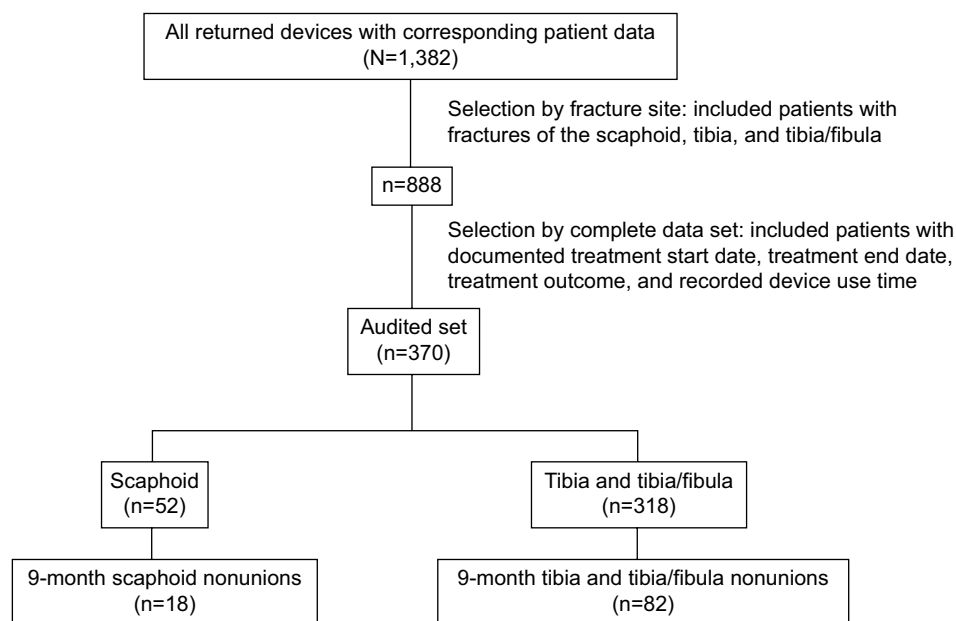 All returned devices with corresponding patient data
(N=1,382)
Selection by fracture site: included patients with
fractures of the scaphoid, tibia, and tibia/fibula
n=888
Selection by complete data set: included patients with
documented treatment start date, treatment end date,
treatment outcome, and recorded device use time
Audited set
(n=370)
Scaphoid
(n=52)
Tibia and tibia/fibula
(n=318)
9-month scaphoid nonunions
(n=18)
9-month tibia and tibia/fibula nonunions
(n=82)